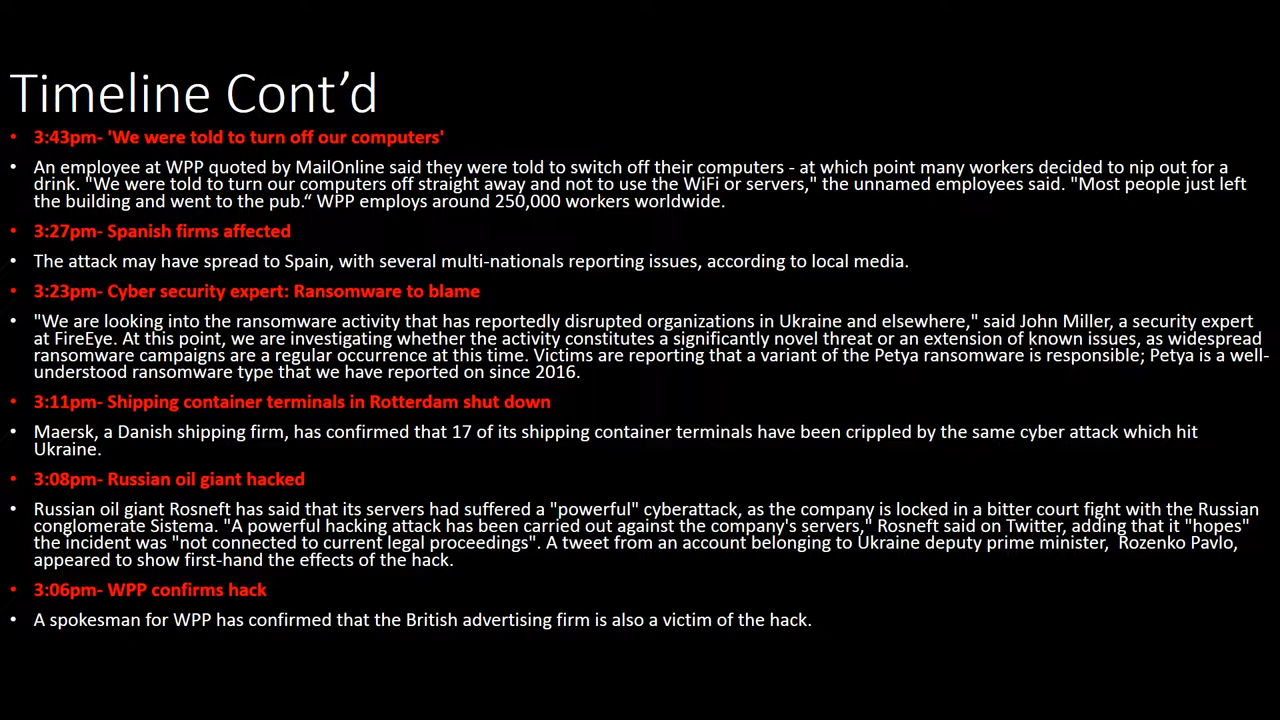 Timeline Cont’d
• 3:43pm- 'We were told to turn off our computers'
• An employee at WPP quoted by MailOnline said they were told to switch off their computers - at which point many workers decided to nip out for a
drink. "We were told to turn our computers off straight away and not to use the WiFi or servers," the unnamed employees said. "Most people just left
the building and went to the pub.“ WPP employs around 250,000 workers worldwide.
• 3:27pm- Spanish firms affected
• The attack may have spread to Spain, with several multi-nationals reporting issues, according to local media.
• 3:23pm- Cyber security expert: Ransomware to blame
• "We are looking into the ransomware activity that has reportedly disrupted organizations in Ukraine and elsewhere," said John Miller, a security expert
at FireEye. At this point, we are investigating whether the activity constitutes a significantly novel threat or an extension of known issues, as widespread
ransomware campaigns are a regular occurrence at this time. Victims are reporting that a variant of the Petya ransomware is responsible; Petya is a well-
understood ransomware type that we have reported on since 2016.
• 3:11pm- Shipping container terminals in Rotterdam shut down
• Maersk, a Danish shipping firm, has confirmed that 17 of its shipping container terminals have been crippled by the same cyber attack which hit
Ukraine.
• 3:08pm- Russian oil giant hacked
• Russian oil giant Rosneft has said that its servers had suffered a "powerful" cyberattack, as the company is locked in a bitter court fight with the Russian
conglomerate Sistema. "A powerful hacking attack has been carried out against the company's servers," Rosneft said on Twitter, adding that it "hopes"
the incident was "not connected to current legal proceedings". A tweet from an account belonging to Ukraine deputy prime minister, Rozenko Pavlo,
appeared to show first-hand the effects of the hack.
• 3:06pm- WPP confirms hack
• A spokesman for WPP has confirmed that the British advertising firm is also a victim of the hack.